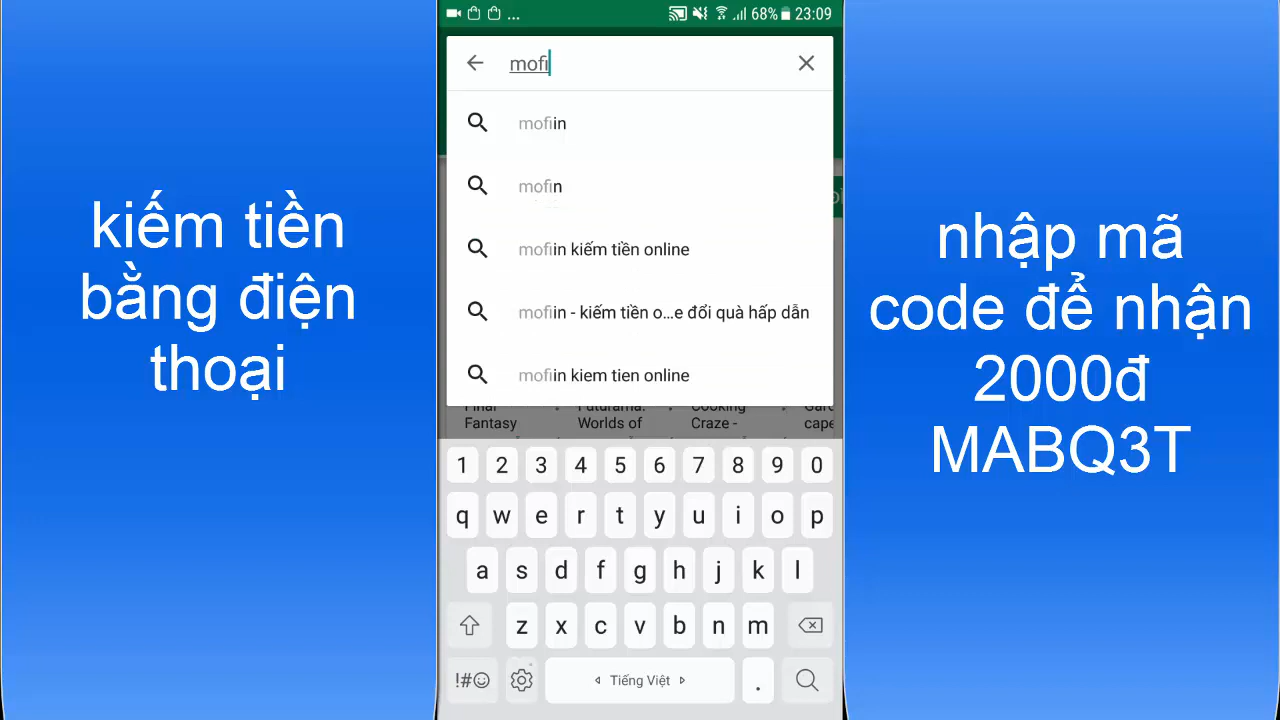 kiếm tiền
bằng điện
thoại
... 68% 23:09
mofi
mofiin
mofin
mofiin kiếm tiền online
mofiin - kiếm tiền o...e đổi quà hấp dẫn
mofiin kiem tien online
Final
Fantasy
Futurama:
Worlds of
Cooking
Craze -
Gard
cape
1 2 3 4 5 6 7 8 9 0
q w e r t y u i o p
a s d f g h j k l
z x c v b n m
!#☺ Tiếng Việt .
nhập mã
code để nhận
2000đ
MABQ3T